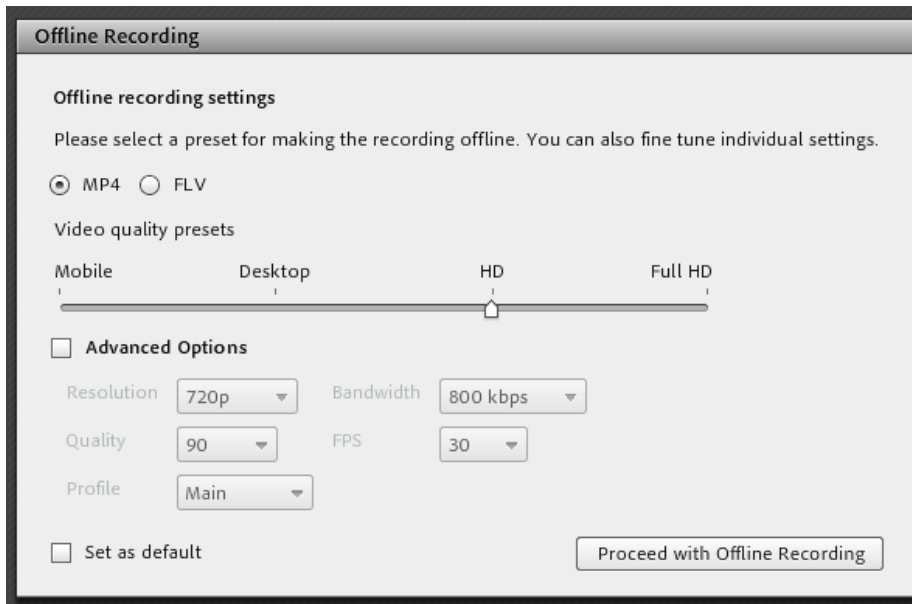 Offline Recording
Offline recording settings
Please select a preset for making the recording offline. You can also fine tune individual settings.
MP4 FLV
Video quality presets
Mobile Desktop HD Full HD
Advanced Options
Resolution 720p Bandwidth 800 kbps
Quality 90 FPS 30
Profile Main
Set as default Proceed with Offline Recording